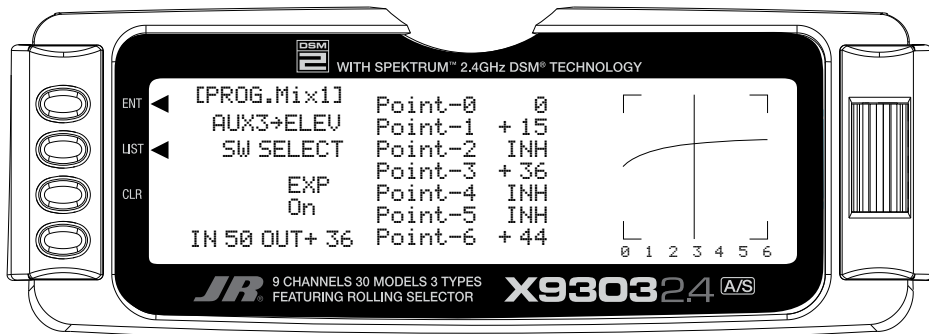 DSM
2
WITH SPEKTRUM™ 2.4GHz DSM® TECHNOLOGY
ENT
LIST
CLR
[PROG.Mix1]
AUX3→ELEV
SW SELECT
EXP
On
IN 50 OUT+ 36
Point-0 0
Point-1 + 15
Point-2 INH
Point-3 + 36
Point-4 INH
Point-5 INH
Point-6 + 44
0 1 2 3 4 5 6
JR®
9 CHANNELS 30 MODELS 3 TYPES
FEATURING ROLLING SELECTOR
X9303 2.4 A/S